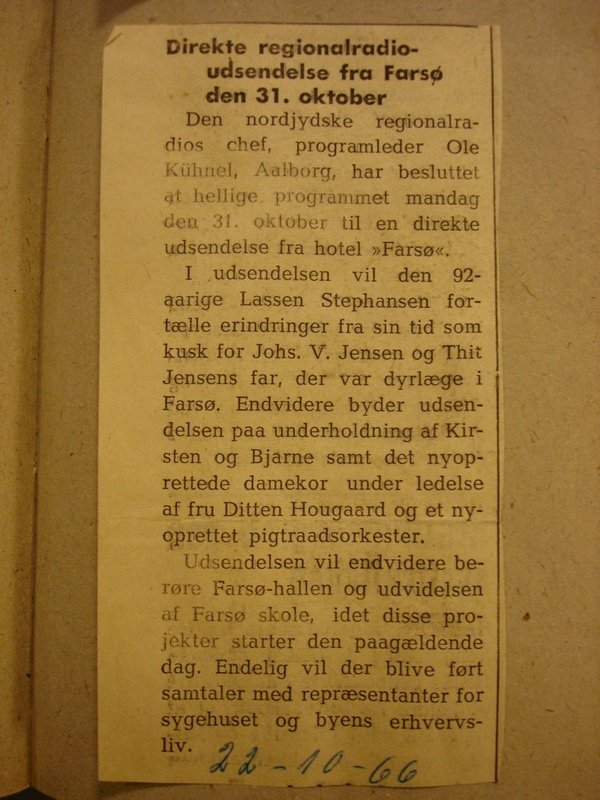 Direkte regionalradio-
udsendelse fra Farsø
den 31. oktober
Den nordjydske regionalra-
dios chef, programleder Ole
Kühnel, Aalborg, har besluttet
at hellige programmet mandag
den 31. oktober til en direkte
udsendelse fra hotel »Farsø«.
I udsendelsen vil den 92-
aarige Lassen Stephansen for-
tælle erindringer fra sin tid som
kusk for Johs. V. Jensen og Thit
Jensens far, der var dyrlæge i
Farsø. Endvidere byder udsen-
delsen paa underholdning af Kir-
sten og Bjarne samt det nyop-
rettede damekor under ledelse
af fru Ditten Hougaard og et ny-
oprettet pigtraadsorkester.
Udsendelsen vil endvidere be-
røre Farsø-hallen og udvidelsen
af Farsø skole, idet disse pro-
jekter starter den paagældende
dag. Endelig vil der blive ført
samtaler med repræsentanter for
sygehuset og byens erhvervs-
liv.
22-10-66